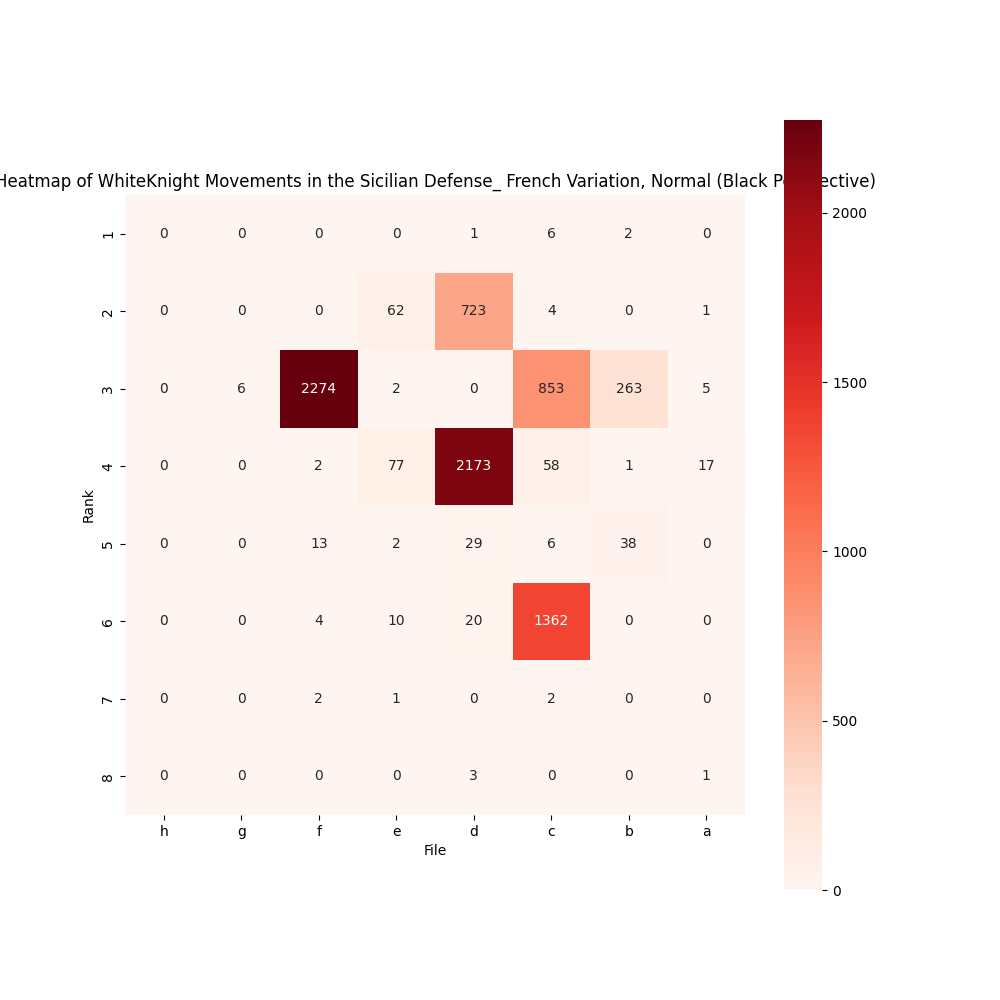 Heatmap of WhiteKnight Movements in the Sicilian Defense_ French Variation, Normal (Black P ective)
1 0 0 0 0 1 6 2 0
2 0 0 0 62 723 4 0 1
3 0 6 2274 2 0 853 263 5
4 0 0 2 77 2173 58 1 17
5 0 0 13 2 29 6 38 0
6 0 0 4 10 20 1362 0 0
7 0 0 2 1 0 2 0 0
8 0 0 0 0 3 0 0 1
h g f e d c b a
File
Rank
2000
1500
1000
500
0